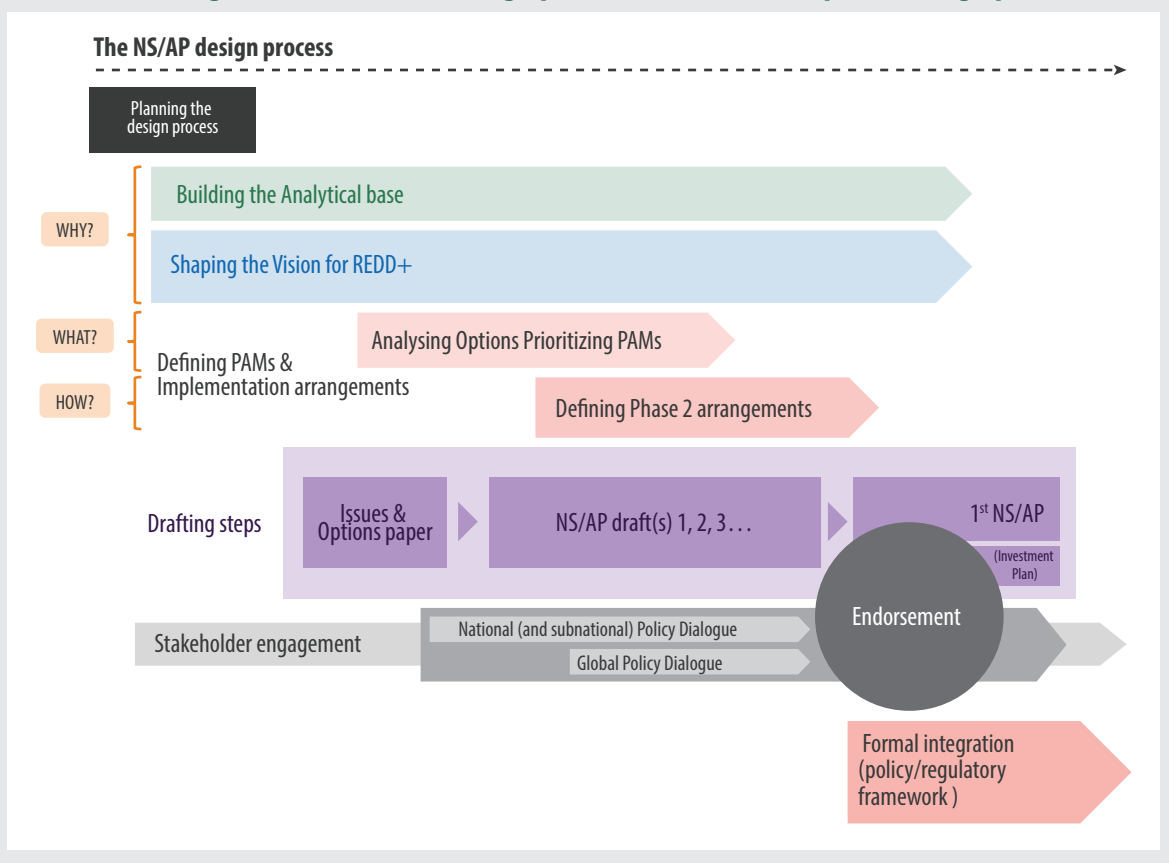 The NS/AP design process
Planning the
design process
WHY?
Building the Analytical base
Shaping the Vision for REDD+
WHAT?
Analysing Options Prioritizing PAMs
Defining PAMs &
Implementation arrangements
HOW?
Defining Phase 2 arrangements
Drafting steps
Issues &
Options paper
NS/AP draft(s) 1, 2, 3…
1st NS/AP
(Investment
Plan)
Endorsement
Stakeholder engagement
National (and subnational) Policy Dialogue
Global Policy Dialogue
Formal integration
(policy/regulatory
framework )